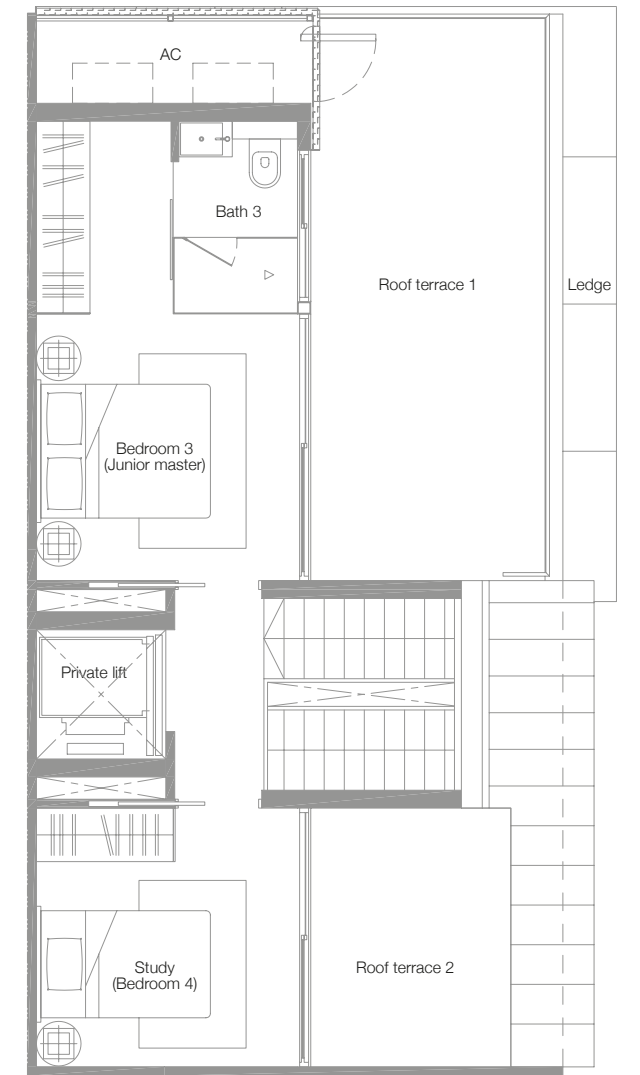 AC
Bath 3
Roof terrace 1
Ledge
Bedroom 3
(Junior master)
Private lift
Study
(Bedroom 4)
Roof terrace 2